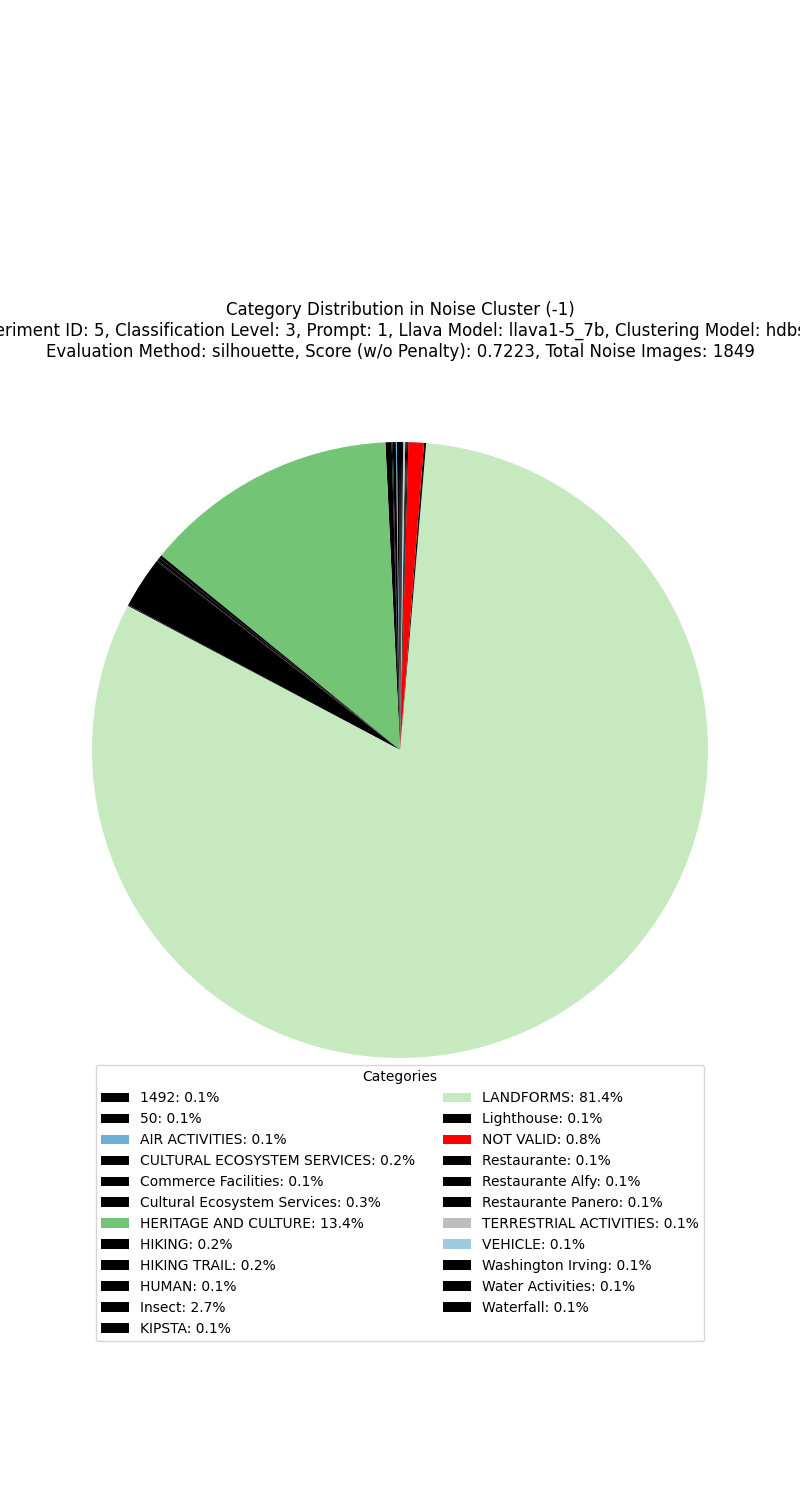 Category Distribution in Noise Cluster (-1)
eriment ID: 5, Classification Level: 3, Prompt: 1, Llava Model: llava1-5_7b, Clustering Model: hdbs
Evaluation Method: silhouette, Score (w/o Penalty): 0.7223, Total Noise Images: 1849
Categories
1492: 0.1%
50: 0.1%
AIR ACTIVITIES: 0.1%
CULTURAL ECOSYSTEM SERVICES: 0.2%
Commerce Facilities: 0.1%
Cultural Ecosystem Services: 0.3%
HERITAGE AND CULTURE: 13.4%
HIKING: 0.2%
HIKING TRAIL: 0.2%
HUMAN: 0.1%
Insect: 2.7%
KIPSTA: 0.1%
LANDFORMS: 81.4%
Lighthouse: 0.1%
NOT VALID: 0.8%
Restaurante: 0.1%
Restaurante Alfy: 0.1%
Restaurante Panero: 0.1%
TERRESTRIAL ACTIVITIES: 0.1%
VEHICLE: 0.1%
Washington Irving: 0.1%
Water Activities: 0.1%
Waterfall: 0.1%